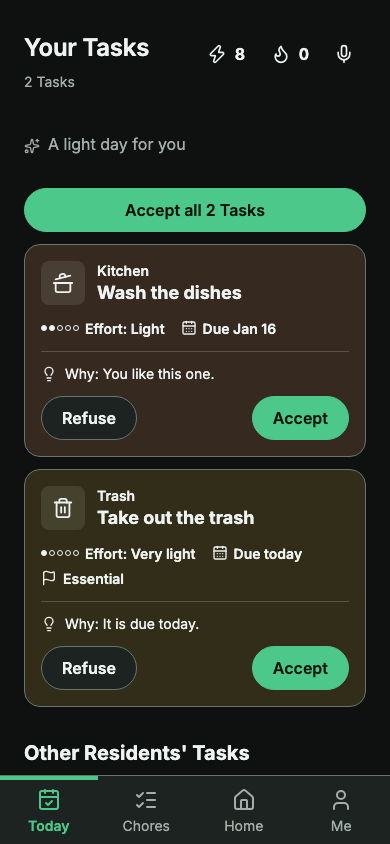 Your Tasks
8
0
2 Tasks
A light day for you
Accept all 2 Tasks
Kitchen
Wash the dishes
Effort: Light
Due Jan 16
Why: You like this one.
Refuse
Accept
Trash
Take out the trash
Effort: Very light
Due today
Essential
Why: It is due today.
Refuse
Accept
Other Residents' Tasks
Today
Chores
Home
Me